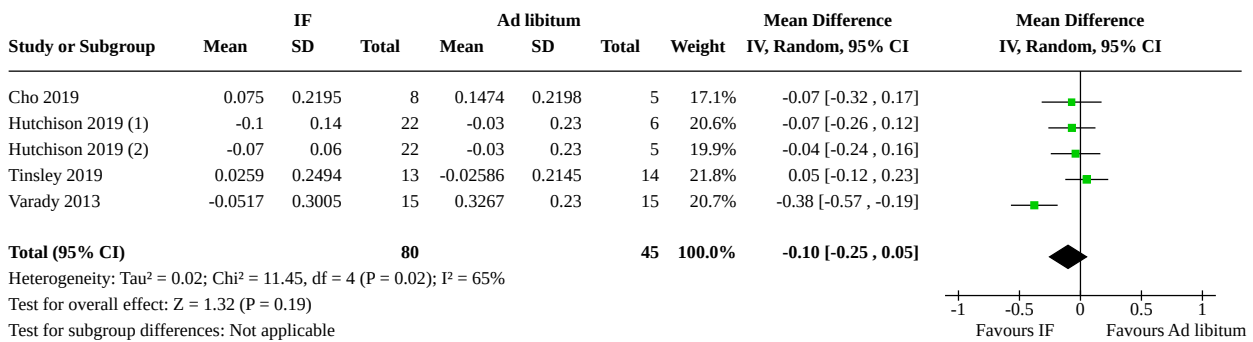 IF Ad libitum Mean Difference Mean Difference
Study or Subgroup Mean SD Total Mean SD Total Weight IV, Random, 95% CI IV, Random, 95% CI
Cho 2019 0.075 0.2195 8 0.1474 0.2198 5 17.1% -0.07 [-0.32 , 0.17]
Hutchison 2019 (1) -0.1 0.14 22 -0.03 0.23 6 20.6% -0.07 [-0.26 , 0.12]
Hutchison 2019 (2) -0.07 0.06 22 -0.03 0.23 5 19.9% -0.04 [-0.24 , 0.16]
Tinsley 2019 0.0259 0.2494 13 -0.02586 0.2145 14 21.8% 0.05 [-0.12 , 0.23]
Varady 2013 -0.0517 0.3005 15 0.3267 0.23 15 20.7% -0.38 [-0.57 , -0.19]
Total (95% CI) 80 45 100.0% -0.10 [-0.25 , 0.05]
Heterogeneity: Tau² = 0.02; Chi² = 11.45, df = 4 (P = 0.02); I² = 65%
Test for overall effect: Z = 1.32 (P = 0.19)
-1 -0.5 0 0.5 1
Test for subgroup differences: Not applicable
Favours IF Favours Ad libitum